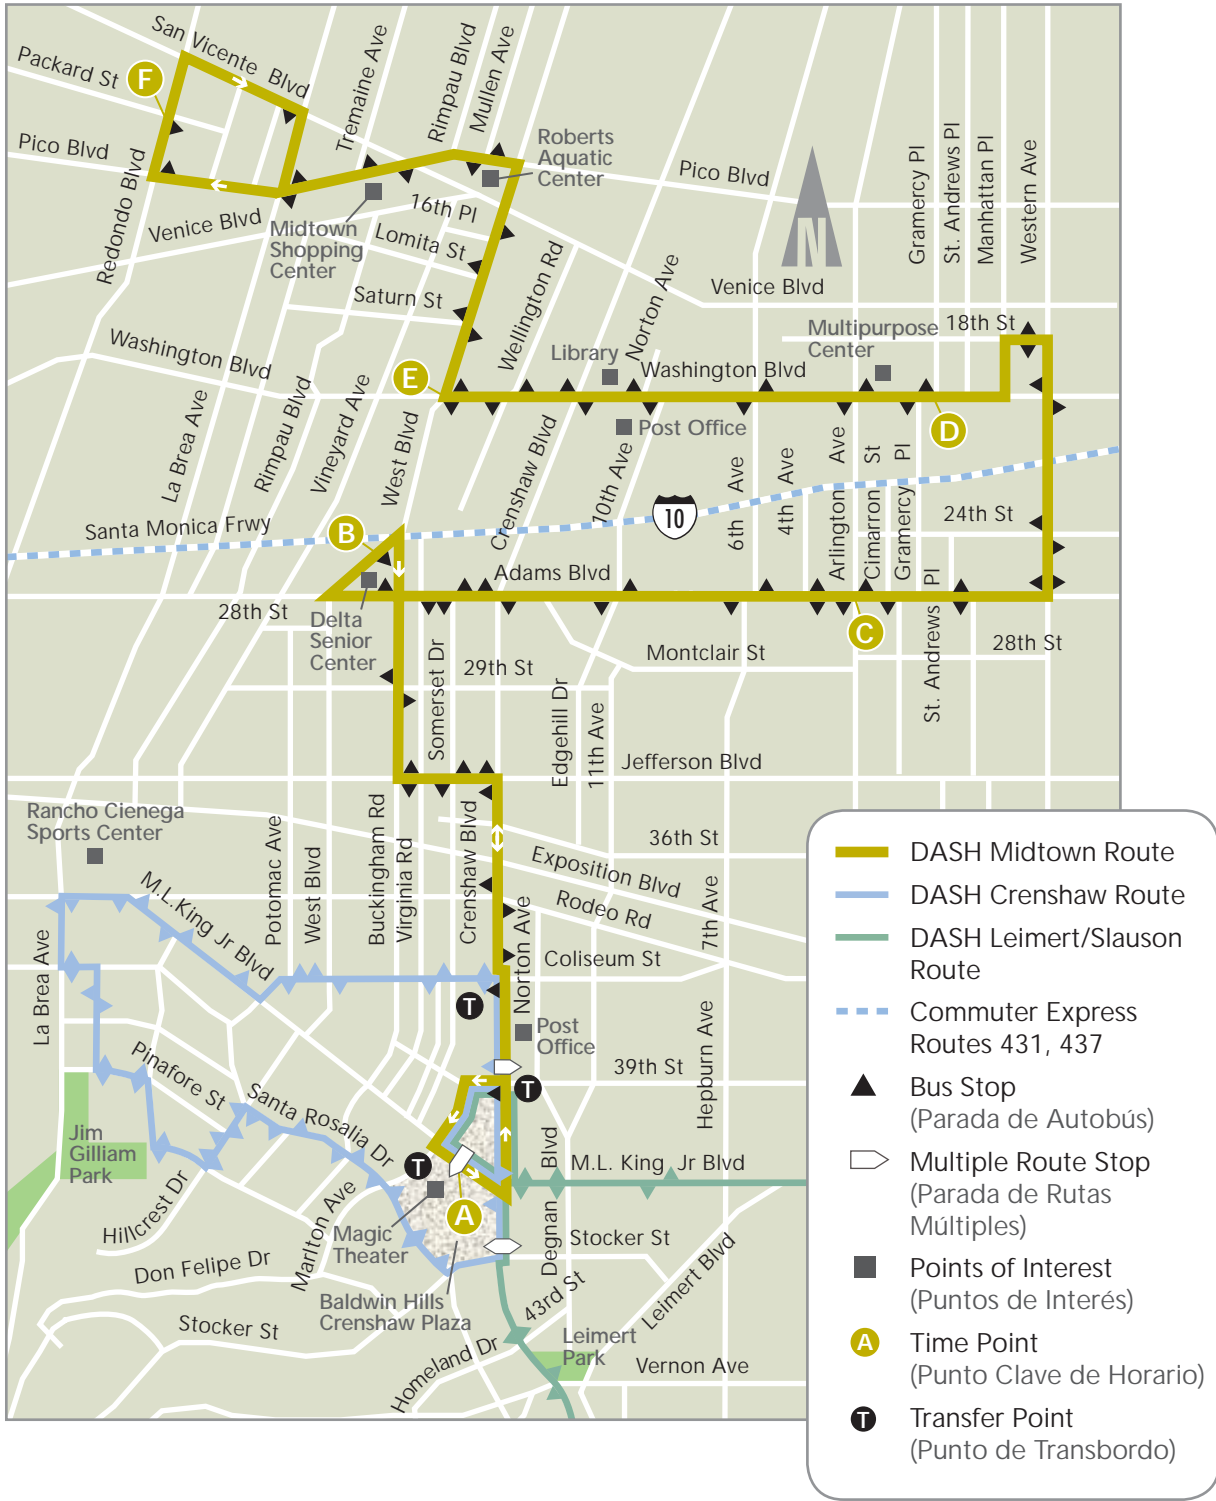 San Vicente Blvd
Packard St
F
Tremaine Ave
Rimpau Blvd
Mullen Ave
Pico Blvd
Redondo Blvd
Roberts
Aquatic
Center
Pico Blvd
Gramercy Pl
St. Andrews Pl
Manhattan Pl
Western Ave
N
Venice Blvd
16th Pl
Midtown
Shopping
Center
Lomita St
Saturn St
Wellington Rd
Norton Ave
Venice Blvd
Multipurpose
Center
18th St
Washington Blvd
Library
Washington Blvd
E
D
La Brea Ave
Rimpau Blvd
Vineyard Ave
West Blvd
Crenshaw Blvd
Post Office
10th Ave
6th Ave
4th Ave
Arlington Ave
Cimarron St
Gramercy Pl
Santa Monica Frwy
10
24th St
B
Adams Blvd
28th St
Delta
Senior
Center
C
St. Andrews Pl
28th St
Montclair St
29th St
Somerset Dr
Edgehill Dr
11th Ave
Jefferson Blvd
Rancho Cienega
Sports Center
Potomac Ave
West Blvd
Buckingham Rd
Virginia Rd
Crenshaw Blvd
36th St
Exposition Blvd
Rodeo Rd
7th Ave
M.L.King Jr Blvd
La Brea Ave
Norton Ave
Coliseum St
T
Post
Office
39th St
Hepburn Ave
T
Pinafore St
Santa Rosalia Dr
Jim
Gilliam
Park
T
M.L. King Jr Blvd
Degnan Blvd
Hillcrest Dr
Marlton Ave
Magic
Theater
A
Stocker St
Don Felipe Dr
Baldwin Hills
Crenshaw Plaza
43rd St
Leimert Blvd
Stocker St
Homeland Dr
Leimert
Park
Vernon Ave
DASH Midtown Route
DASH Crenshaw Route
DASH Leimert/Slauson
Route
Commuter Express
Routes 431, 437
Bus Stop
(Parada de Autobús)
Multiple Route Stop
(Parada de Rutas
Múltiples)
Points of Interest
(Puntos de Interés)
A
Time Point
(Punto Clave de Horario)
T
Transfer Point
(Punto de Transbordo)